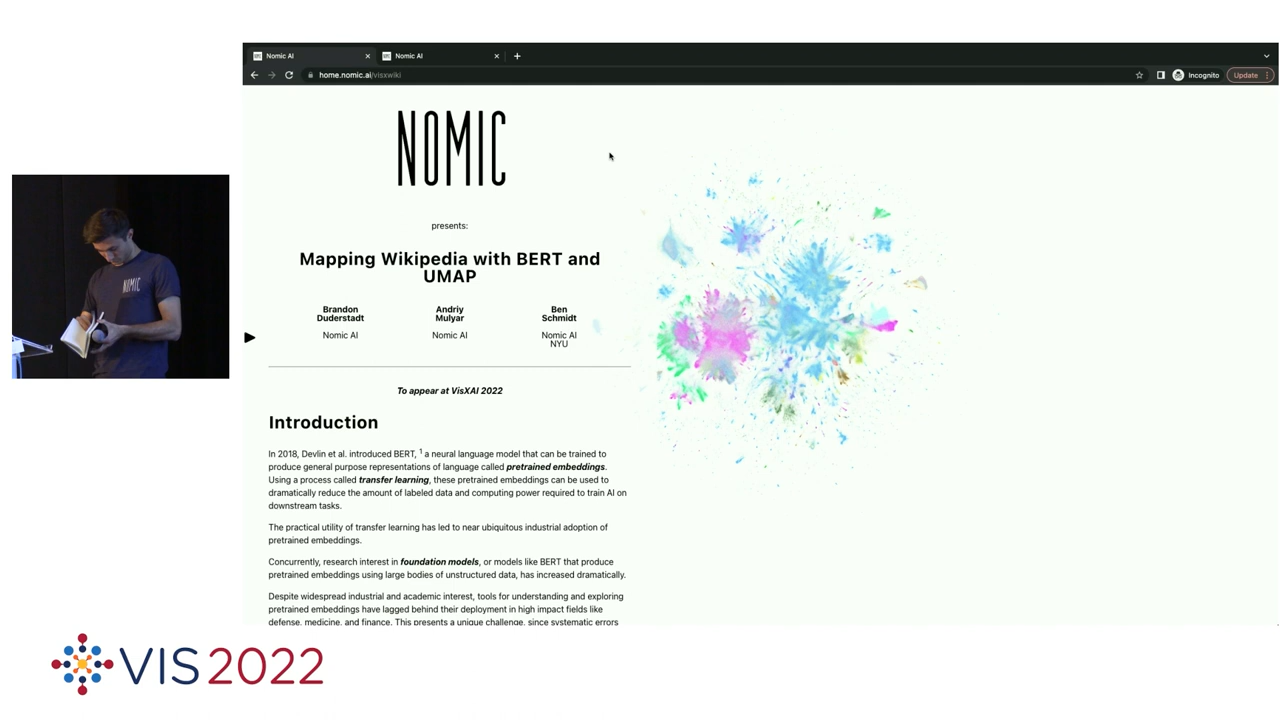 Nomic AI
Nomic AI
home.nomic.ai/visxwiki
Incognito
Update
NOMIC
presents:
Mapping Wikipedia with BERT and
UMAP
Brandon
Duderstadt
Nomic AI
Andriy
Mulyar
Nomic AI
Ben
Schmidt
Nomic AI
NYU
To appear at VisXAI 2022
Introduction
In 2018, Devlin et al. introduced BERT, 1 a neural language model that can be trained to
produce general purpose representations of language called pretrained embeddings.
Using a process called transfer learning, these pretrained embeddings can be used to
dramatically reduce the amount of labeled data and computing power required to train AI on
downstream tasks.
The practical utility of transfer learning has led to near ubiquitous industrial adoption of
pretrained embeddings.
Concurrently, research interest in foundation models, or models like BERT that produce
pretrained embeddings using large bodies of unstructured data, has increased dramatically.
Despite widespread industrial and academic interest, tools for understanding and exploring
pretrained embeddings have lagged behind their deployment in high impact fields like
defense, medicine, and finance. This presents a unique challenge, since systematic errors
NOMIC
VIS2022